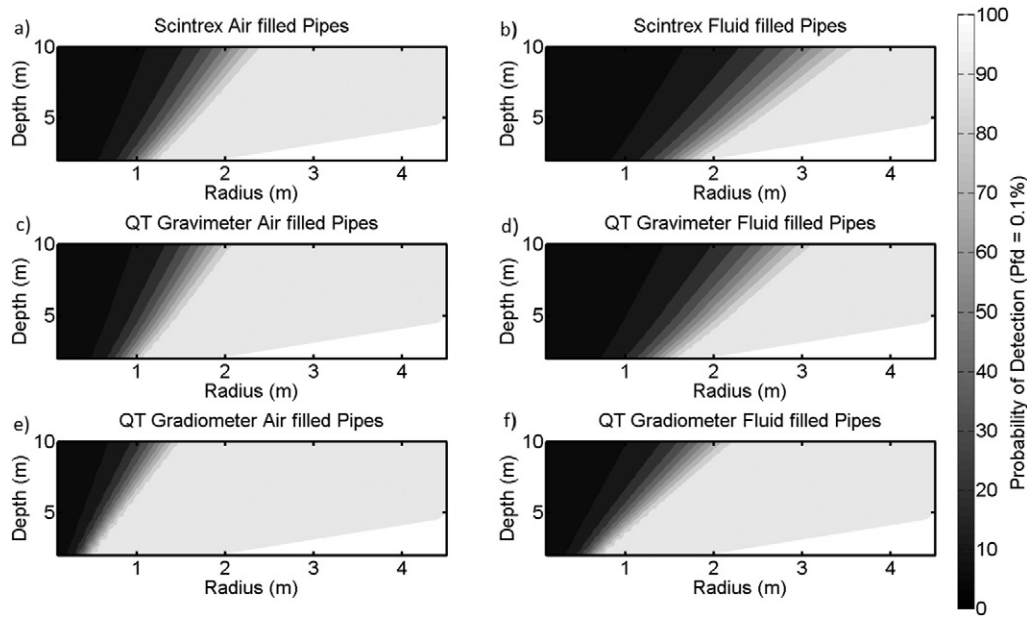 a) Scintrex Air filled Pipes
10
5
Depth (m)
1 2 3 4
Radius (m)
b) Scintrex Fluid filled Pipes
10
5
Depth (m)
1 2 3 4
Radius (m)
c) QT Gravimeter Air filled Pipes
10
5
Depth (m)
1 2 3 4
Radius (m)
d) QT Gravimeter Fluid filled Pipes
10
5
Depth (m)
1 2 3 4
Radius (m)
e) QT Gradiometer Air filled Pipes
10
5
Depth (m)
1 2 3 4
Radius (m)
f) QT Gradiometer Fluid filled Pipes
10
5
Depth (m)
1 2 3 4
Radius (m)
100
90
80
70
60
50
40
30
20
10
0
Probability of Detection (Pfd = 0.1%)